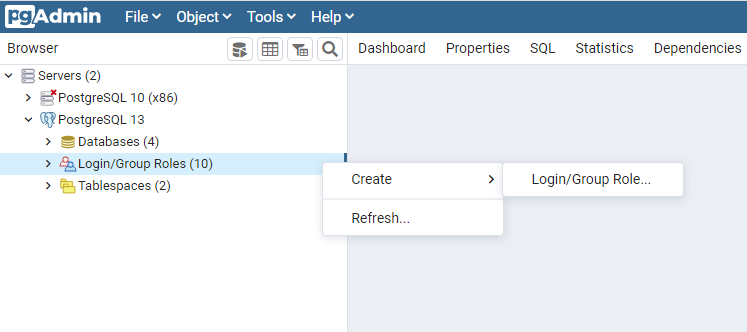 pgAdmin File Object Tools Help
Browser Dashboard Properties SQL Statistics Dependencies
Servers (2)
PostgreSQL 10 (x86)
PostgreSQL 13
Databases (4)
Login/Group Roles (10)
Create Login/Group Role...
Tablespaces (2)
Refresh...